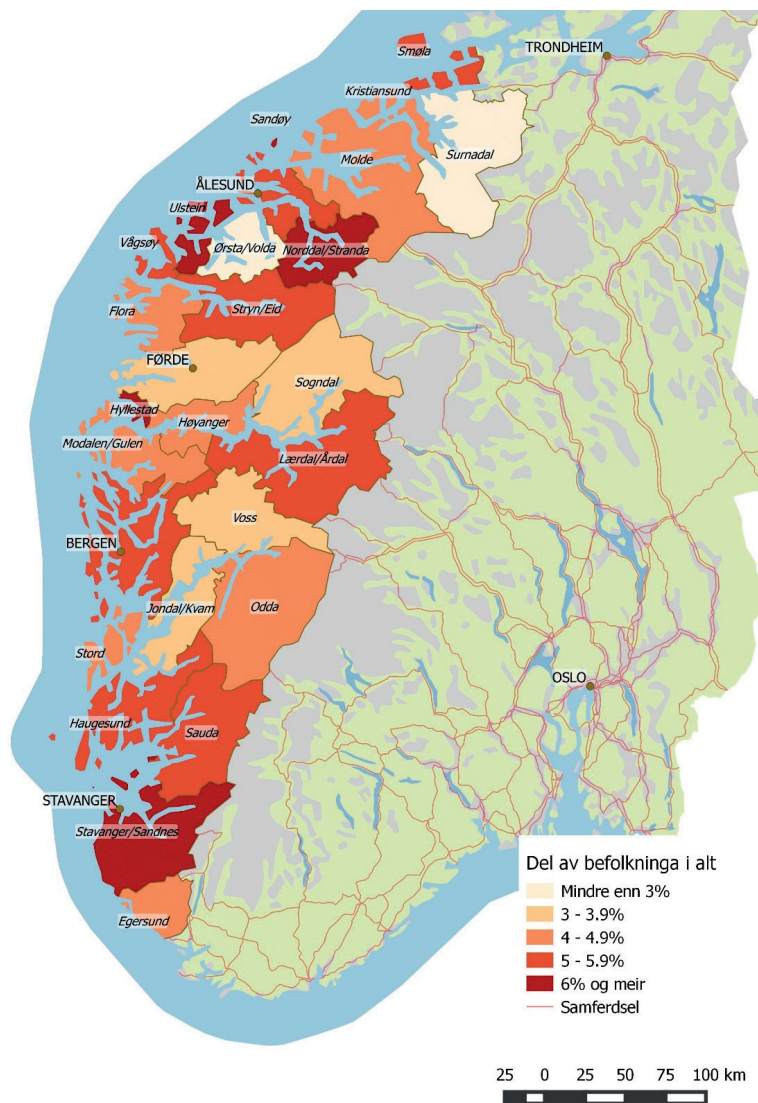 Smøla
TRONDHEIM
Kristiansund
Sandøy
Molde
Surnadal
ÅLESUND
Ulstein
Vågsøy
Ørsta/Volda
Norddal/Stranda
Flora
Stryn/Eid
FØRDE
Sogndal
Hyllestad
Høyanger
Modalen/Gulen
Lærdal/Årdal
Voss
BERGEN
Jondal/Kvam
Odda
Stord
OSLO
Haugesund
Sauda
STAVANGER
Stavanger/Sandnes
Egersund
Del av befolkninga i alt
Mindre enn 3%
3 - 3.9%
4 - 4.9%
5 - 5.9%
6% og meir
Samferdsel
25 0 25 50 75 100 km